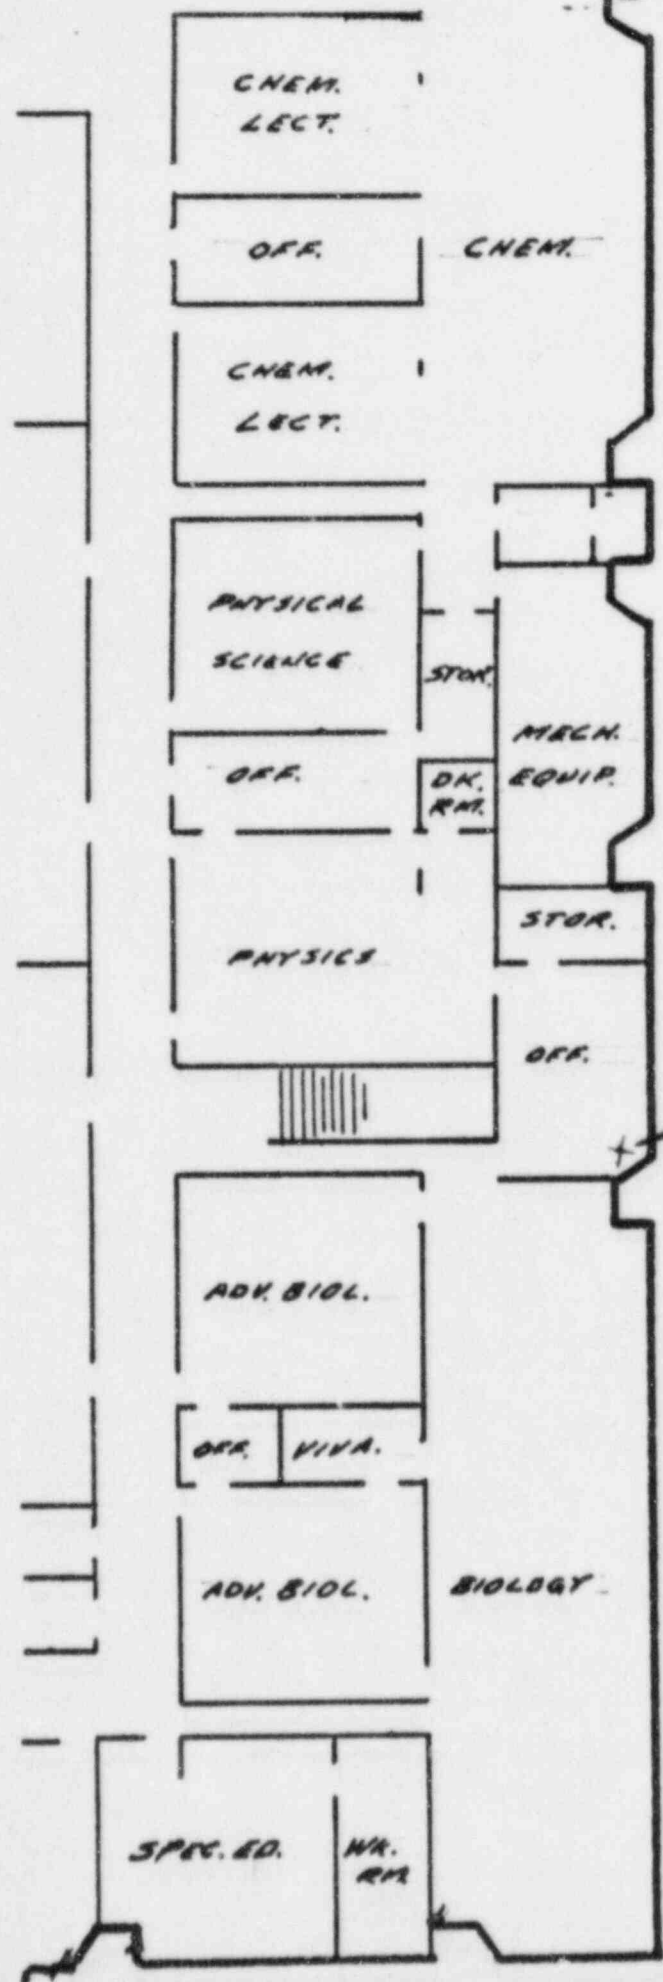 CHEM.
LECT.
OFF.
CHEM.
CHEM.
LECT.
PHYSICAL
SCIENCE
STOR.
MECH.
EQUIP.
OFF.
DK.
RM.
STOR.
PHYSICS
OFF.
ADV. BIOL.
OFF.
VIVA.
ADV. BIOL.
BIOLOGY
SPEC. ED.
WK.
RM.